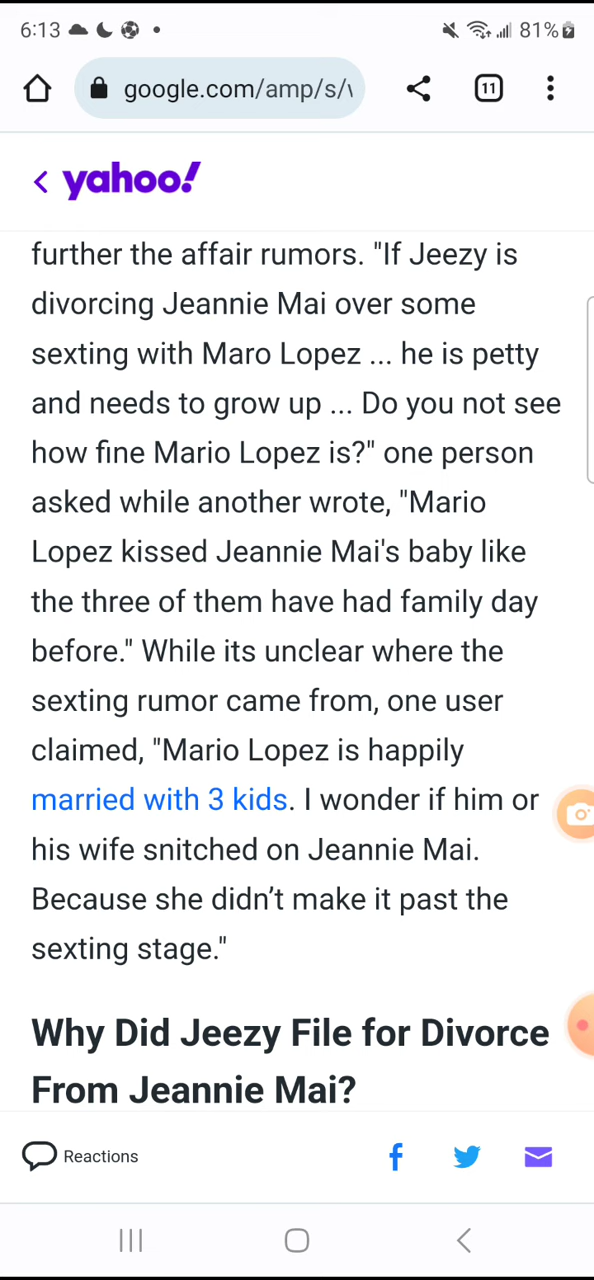 6:13 81%
google.com/amp/s/
11
yahoo!
further the affair rumors. "If Jeezy is
divorcing Jeannie Mai over some
sexting with Maro Lopez ... he is petty
and needs to grow up ... Do you not see
how fine Mario Lopez is?" one person
asked while another wrote, "Mario
Lopez kissed Jeannie Mai's baby like
the three of them have had family day
before." While its unclear where the
sexting rumor came from, one user
claimed, "Mario Lopez is happily
married with 3 kids. I wonder if him or
his wife snitched on Jeannie Mai.
Because she didn’t make it past the
sexting stage."
Why Did Jeezy File for Divorce
From Jeannie Mai?
Reactions